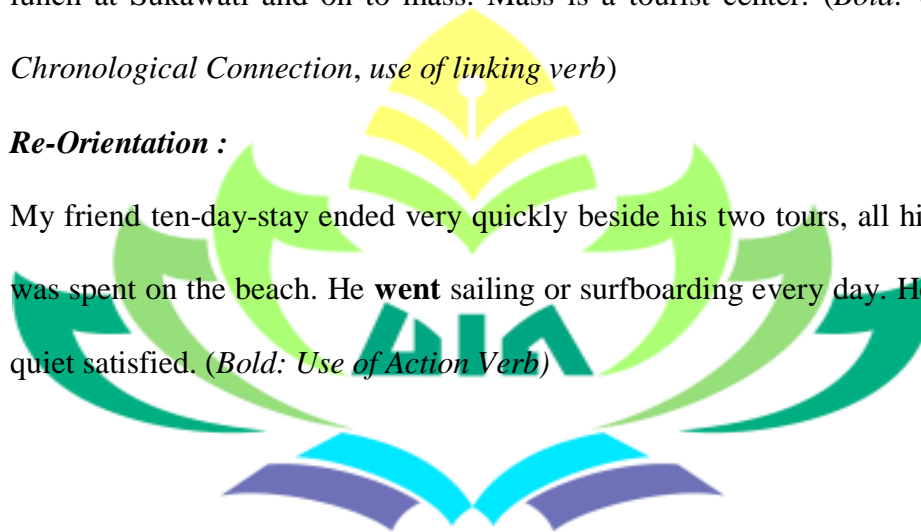 lunch at Sukawati and on to mass. Mass is a tourist center. (Bold:
Chronological Connection, use of linking verb)
Re-Orientation :
My friend ten-day-stay ended very quickly beside his two tours, all
was spent on the beach. He went sailing or surfboarding every day.
quiet satisfied. (Bold: Use of Action Verb)